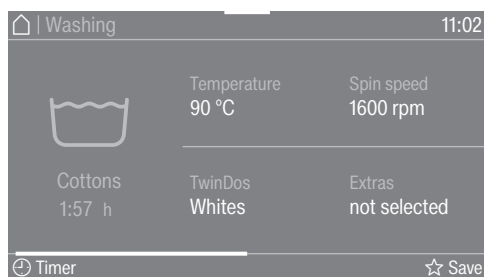 | Washing 11:02
Temperature Spin speed
90 °C 1600 rpm
Cottons TwinDos Extras
1:57 h Whites not selected
Timer Save